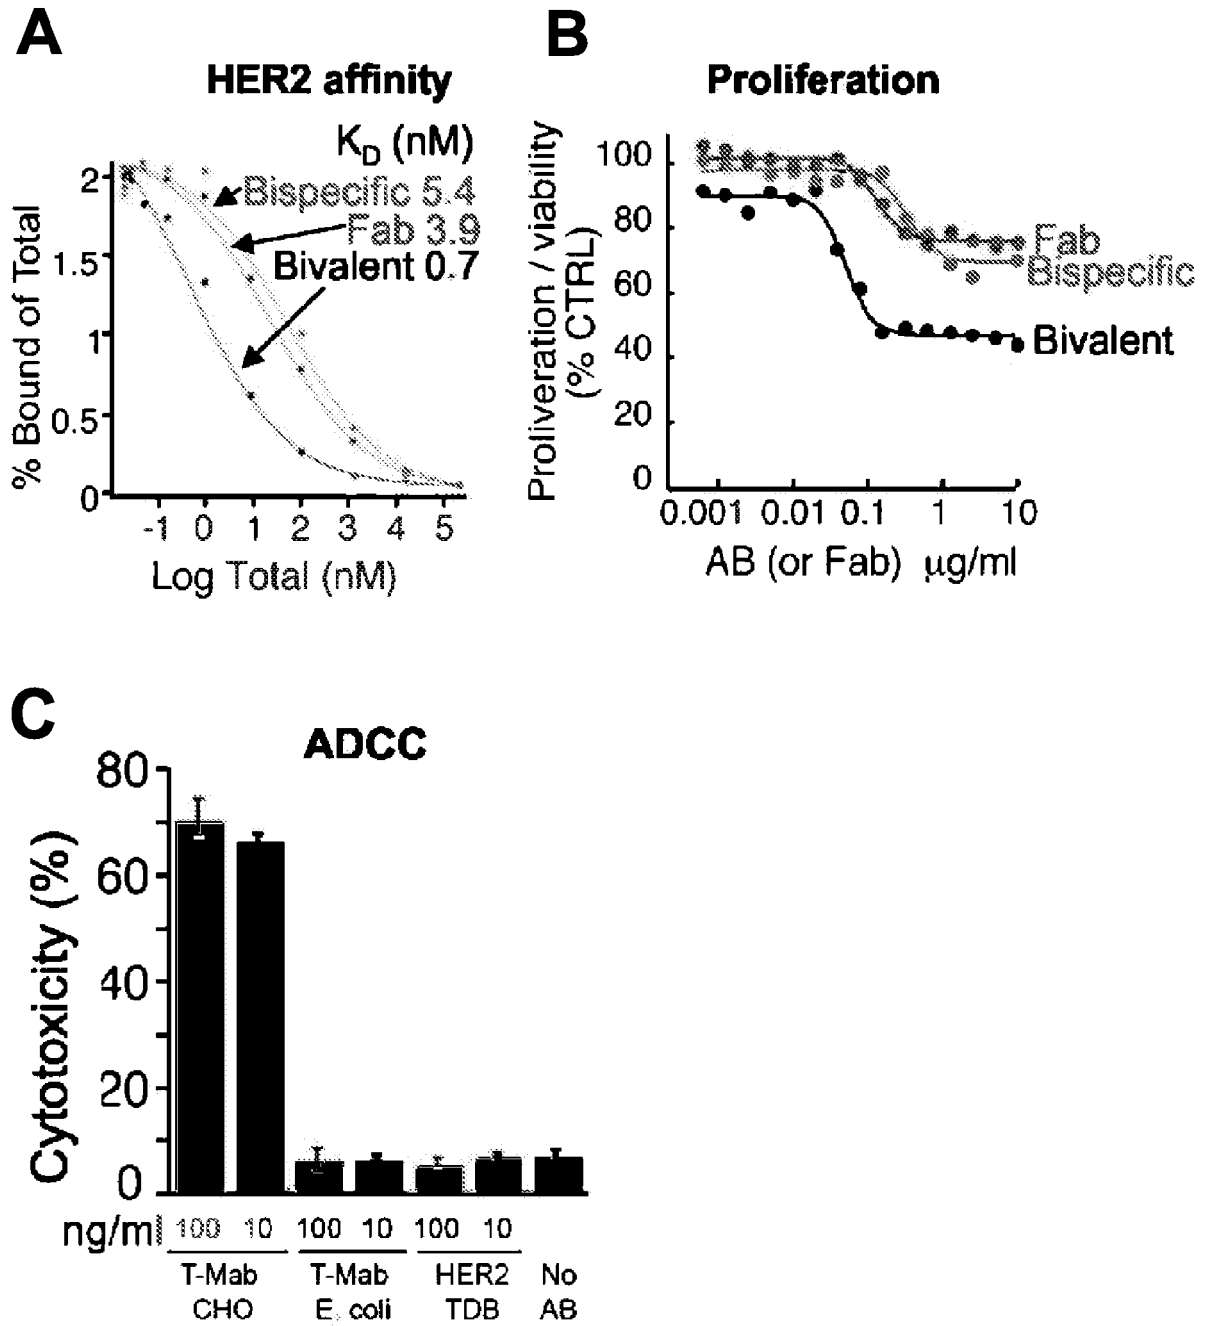 A
HER2 affinity
K_D (nM)
Bispecific 5.4
Fab 3.9
Bivalent 0.7
% Bound of Total
2
1.5
1
0.5
0
-1 0 1 2 3 4 5
Log Total (nM)
B
Proliferation
Proliveration / viability
(% CTRL)
100
80
60
40
20
0
Fab
Bispecific
Bivalent
0.001 0.01 0.1 1 10
AB (or Fab) μg/ml
C
ADCC
Cytotoxicity (%)
80
60
40
20
0
ng/ml 100 10 100 10 100 10
T-Mab T-Mab HER2 No
CHO E. coli TDB AB